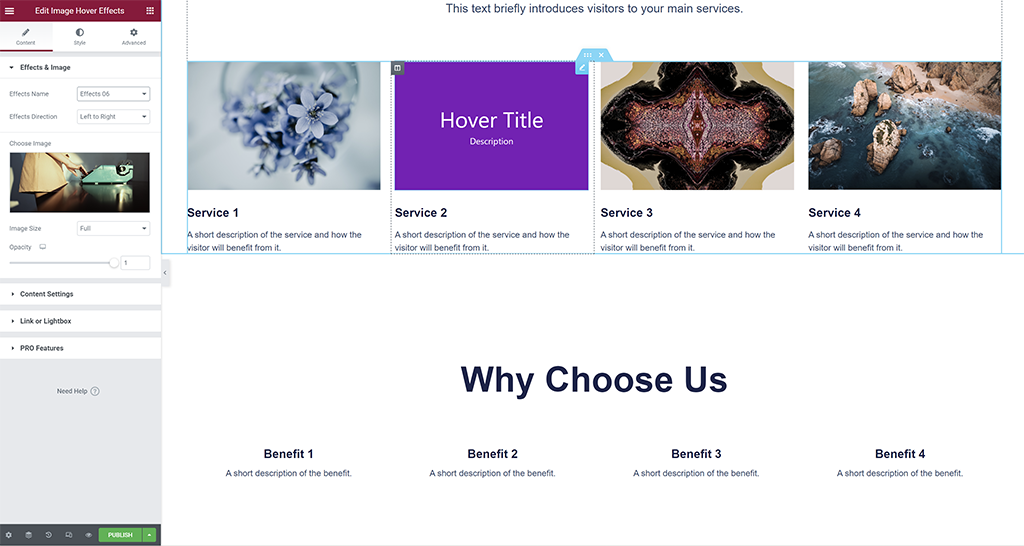 Edit Image Hover Effects
Content
Style
Advanced
Effects & Image
Effects Name
Effects 06
Effects Direction
Left to Right
Choose Image
Image Size
Full
Opacity
1
Content Settings
Link or Lightbox
PRO Features
Need Help ?
PUBLISH
This text briefly introduces visitors to your main services.
Hover Title
Description
Service 1
A short description of the service and how the
visitor will benefit from it.
Service 2
A short description of the service and how the
visitor will benefit from it.
Service 3
A short description of the service and how the
visitor will benefit from it.
Service 4
A short description of the service and how the
visitor will benefit from it.
Why Choose Us
Benefit 1
A short description of the benefit.
Benefit 2
A short description of the benefit.
Benefit 3
A short description of the benefit.
Benefit 4
A short description of the benefit.